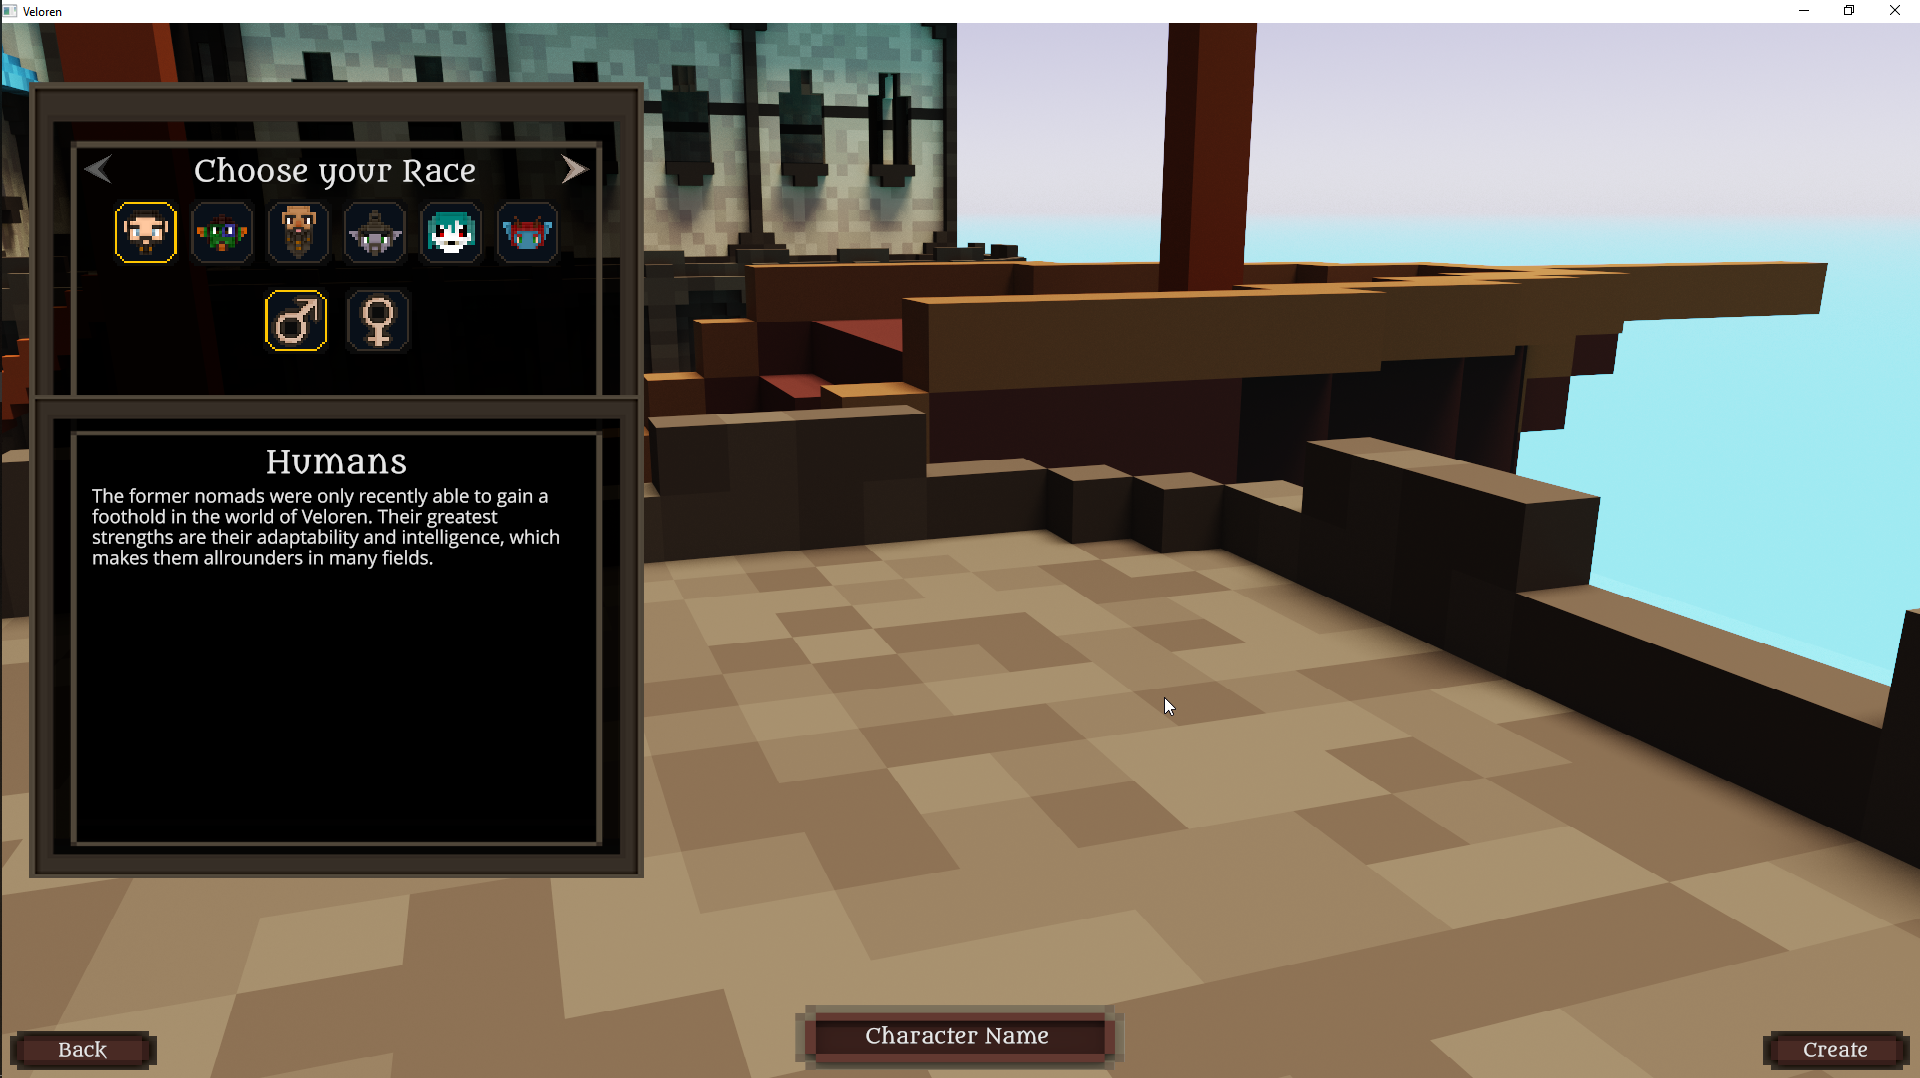 Veloren
Choose your Race
Humans
The former nomads were only recently able to gain a
foothold in the world of Veloren. Their greatest
strengths are their adaptability and intelligence, which
makes them allrounders in many fields.
Back
Character Name
Create